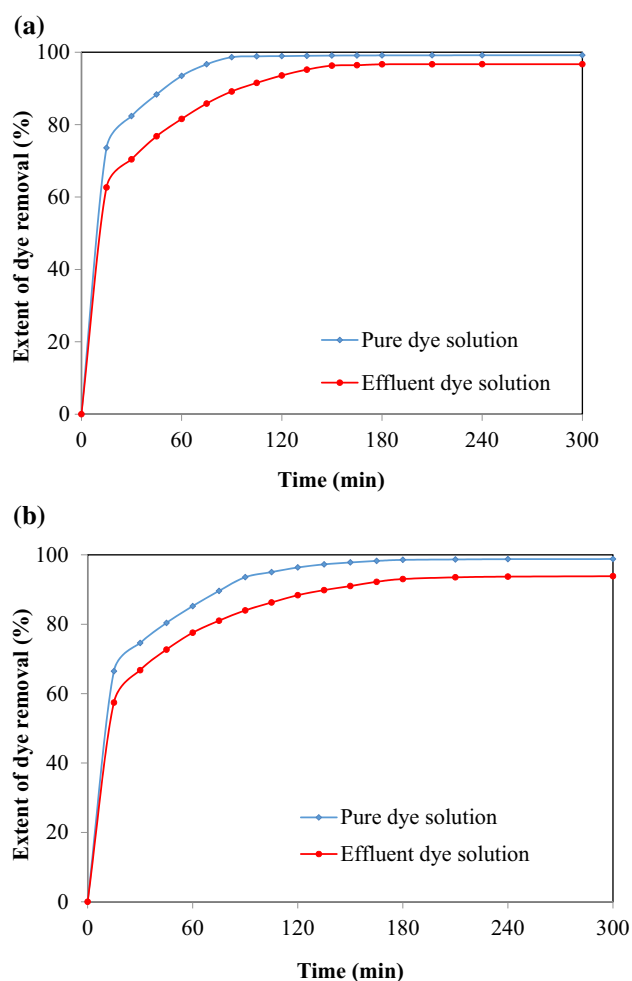 (a)
Extent of dye removal (%)
100
80
60
40
20
0
Pure dye solution
Effluent dye solution
0 60 120 180 240 300
Time (min)
(b)
Extent of dye removal (%)
100
80
60
40
20
0
Pure dye solution
Effluent dye solution
0 60 120 180 240 300
Time (min)